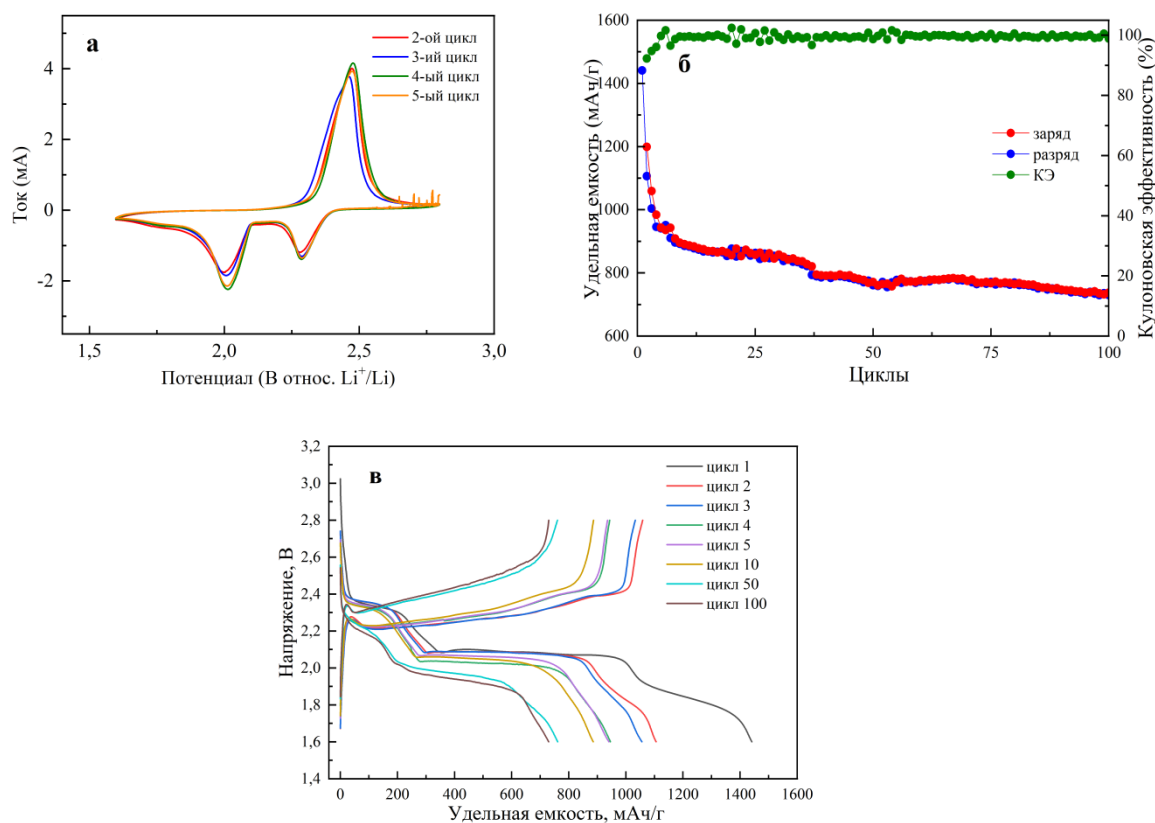 а
2-ой цикл
3-ий цикл
4-ый цикл
5-ый цикл
4
2
0
-2
Ток (мА)
1,5
2,0
2,5
3,0
Потенциал (В относ. Li⁺/Li)
б
заряд
разряд
КЭ
1600
1400
1200
1000
800
600
Удельная емкость (мАч/г)
100
80
60
40
20
0
Кулоновская эффективность (%)
0
25
50
75
100
Циклы
в
цикл 1
цикл 2
цикл 3
цикл 4
цикл 5
цикл 10
цикл 50
цикл 100
3,2
3,0
2,8
2,6
2,4
2,2
2,0
1,8
1,6
1,4
Напряжение, В
0
200
400
600
800
1000
1200
1400
1600
Удельная емкость, мАч/г